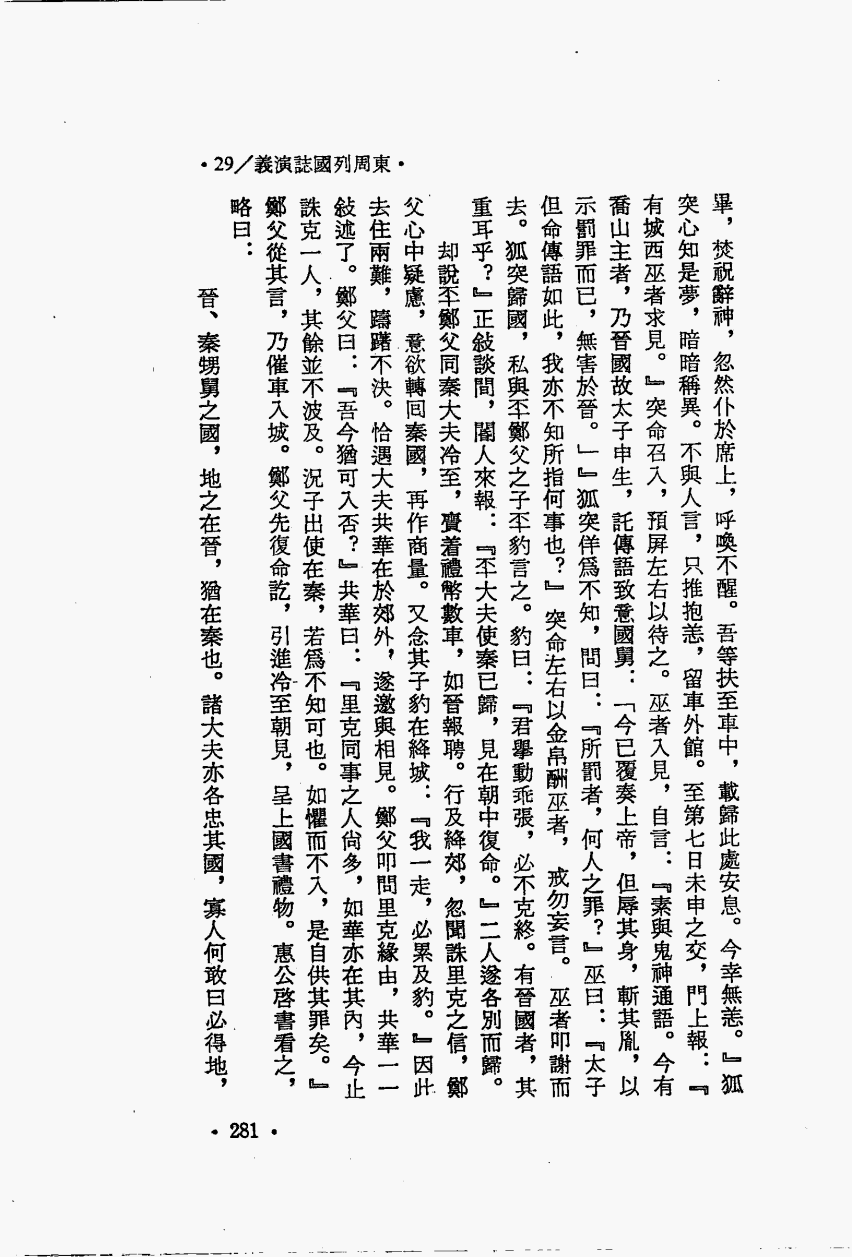 ·東周列國誌演義/29·
畢，焚祝辭神，忽然仆於席上，呼喚不醒。吾等扶至車中，載歸此處安息。今幸無恙。』狐
突心知是夢，暗暗稱異。不與人言，只推抱恙，留車外館。至第七日未申之交，門上報：『
有城西巫者求見。』突命召入，預屏左右以待之。巫者入見，自言：『素與鬼神通語。今有
喬山主者，乃晉國故太子申生，託傳語致意國舅：「今已覆奏上帝，但辱其身，斬其胤，以
示罰罪而已，無害於晉。」』狐突佯爲不知，問曰：『所罰者，何人之罪？』巫曰：『太子
但命傳語如此，我亦不知所指何事也？』突命左右以金帛酬巫者，戒勿妄言。巫者叩謝而
去。狐突歸國，私與丕鄭父之子丕豹言之。豹曰：『君舉動乖張，必不克終。有晉國者，其
重耳乎？』正敍談間，閽人來報：『丕大夫使秦已歸，見在朝中復命。』二人遂各別而歸。
却說丕鄭父同秦大夫冷至，賫着禮幣數車，如晉報聘。行及絳郊，忽聞誅里克之信，鄭
父心中疑慮，意欲轉回秦國，再作商量。又念其子豹在絳城：『我一走，必累及豹。』因此
去住兩難，躊躇不決。恰遇大夫共華在於郊外，遂邀與相見。鄭父叩問里克緣由，共華一一
敍述了。鄭父曰：『吾今猶可入否？』共華曰：『里克同事之人尙多，如華亦在其內，今止
誅克一人，其餘並不波及。況子出使在秦，若爲不知可也。如懼而不入，是自供其罪矣。』
鄭父從其言，乃催車入城。鄭父先復命訖，引進冷至朝見，呈上國書禮物。惠公啓書看之，
略曰：
晉、秦甥舅之國，地之在晉，猶在秦也。諸大夫亦各忠其國，寡人何敢曰必得地，
·281·